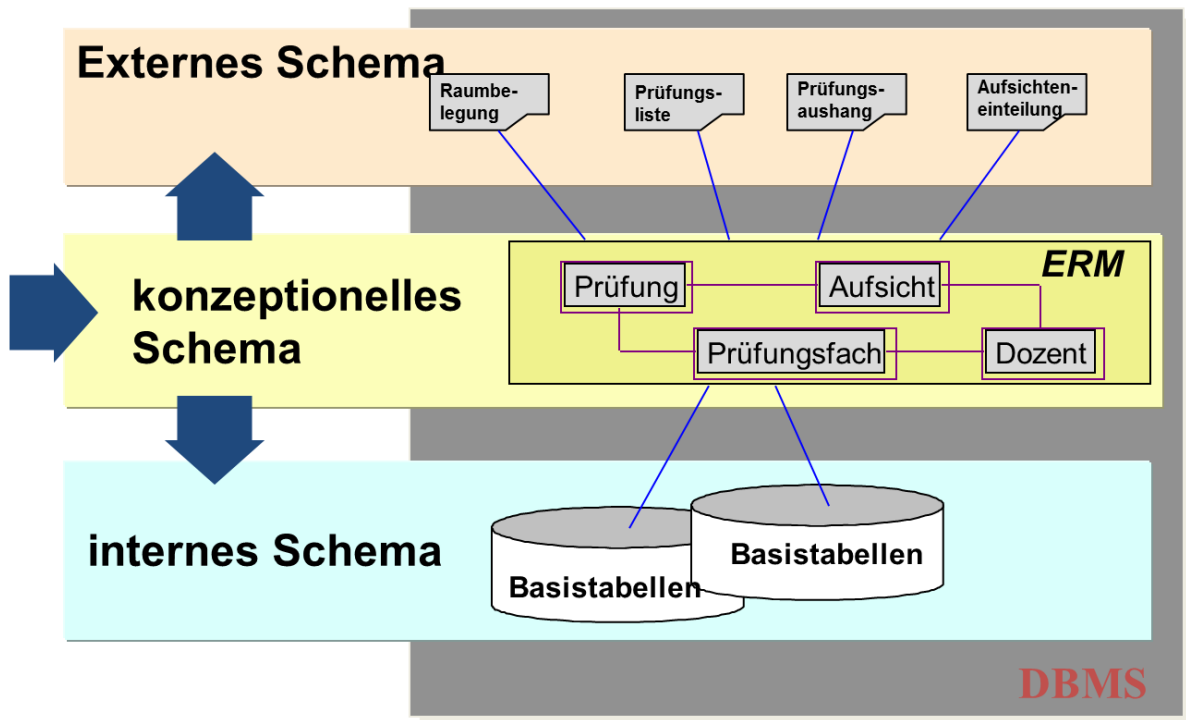 Externes Schema
Raumbe-
legung
Prüfungs-
liste
Prüfungs-
aushang
Aufsichten-
einteilung
konzeptionelles
Schema
ERM
Prüfung
Aufsicht
Prüfungsfach
Dozent
internes Schema
Basistabellen
Basistabellen
DBMS